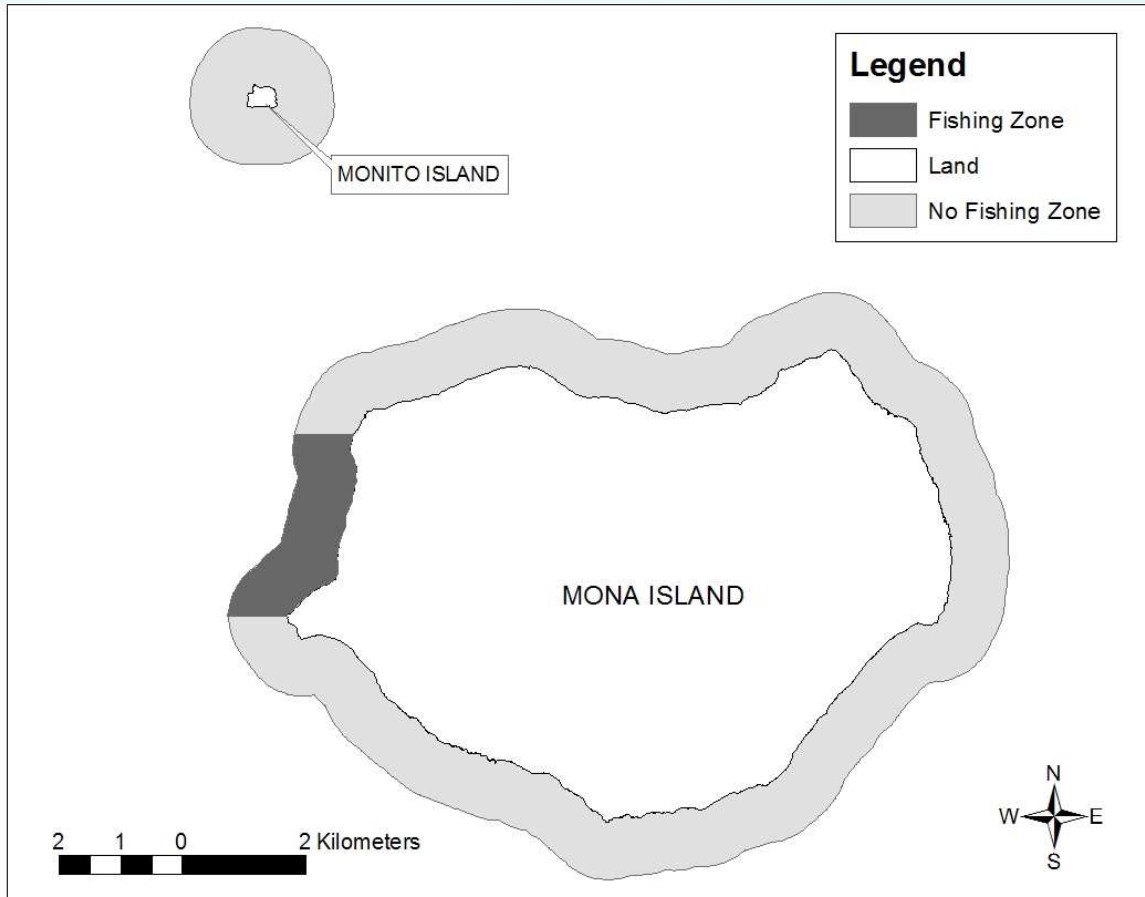 Legend
Fishing Zone
Land
No Fishing Zone
MONITO ISLAND
MONA ISLAND
2 1 0 2 Kilometers
N
W E
S